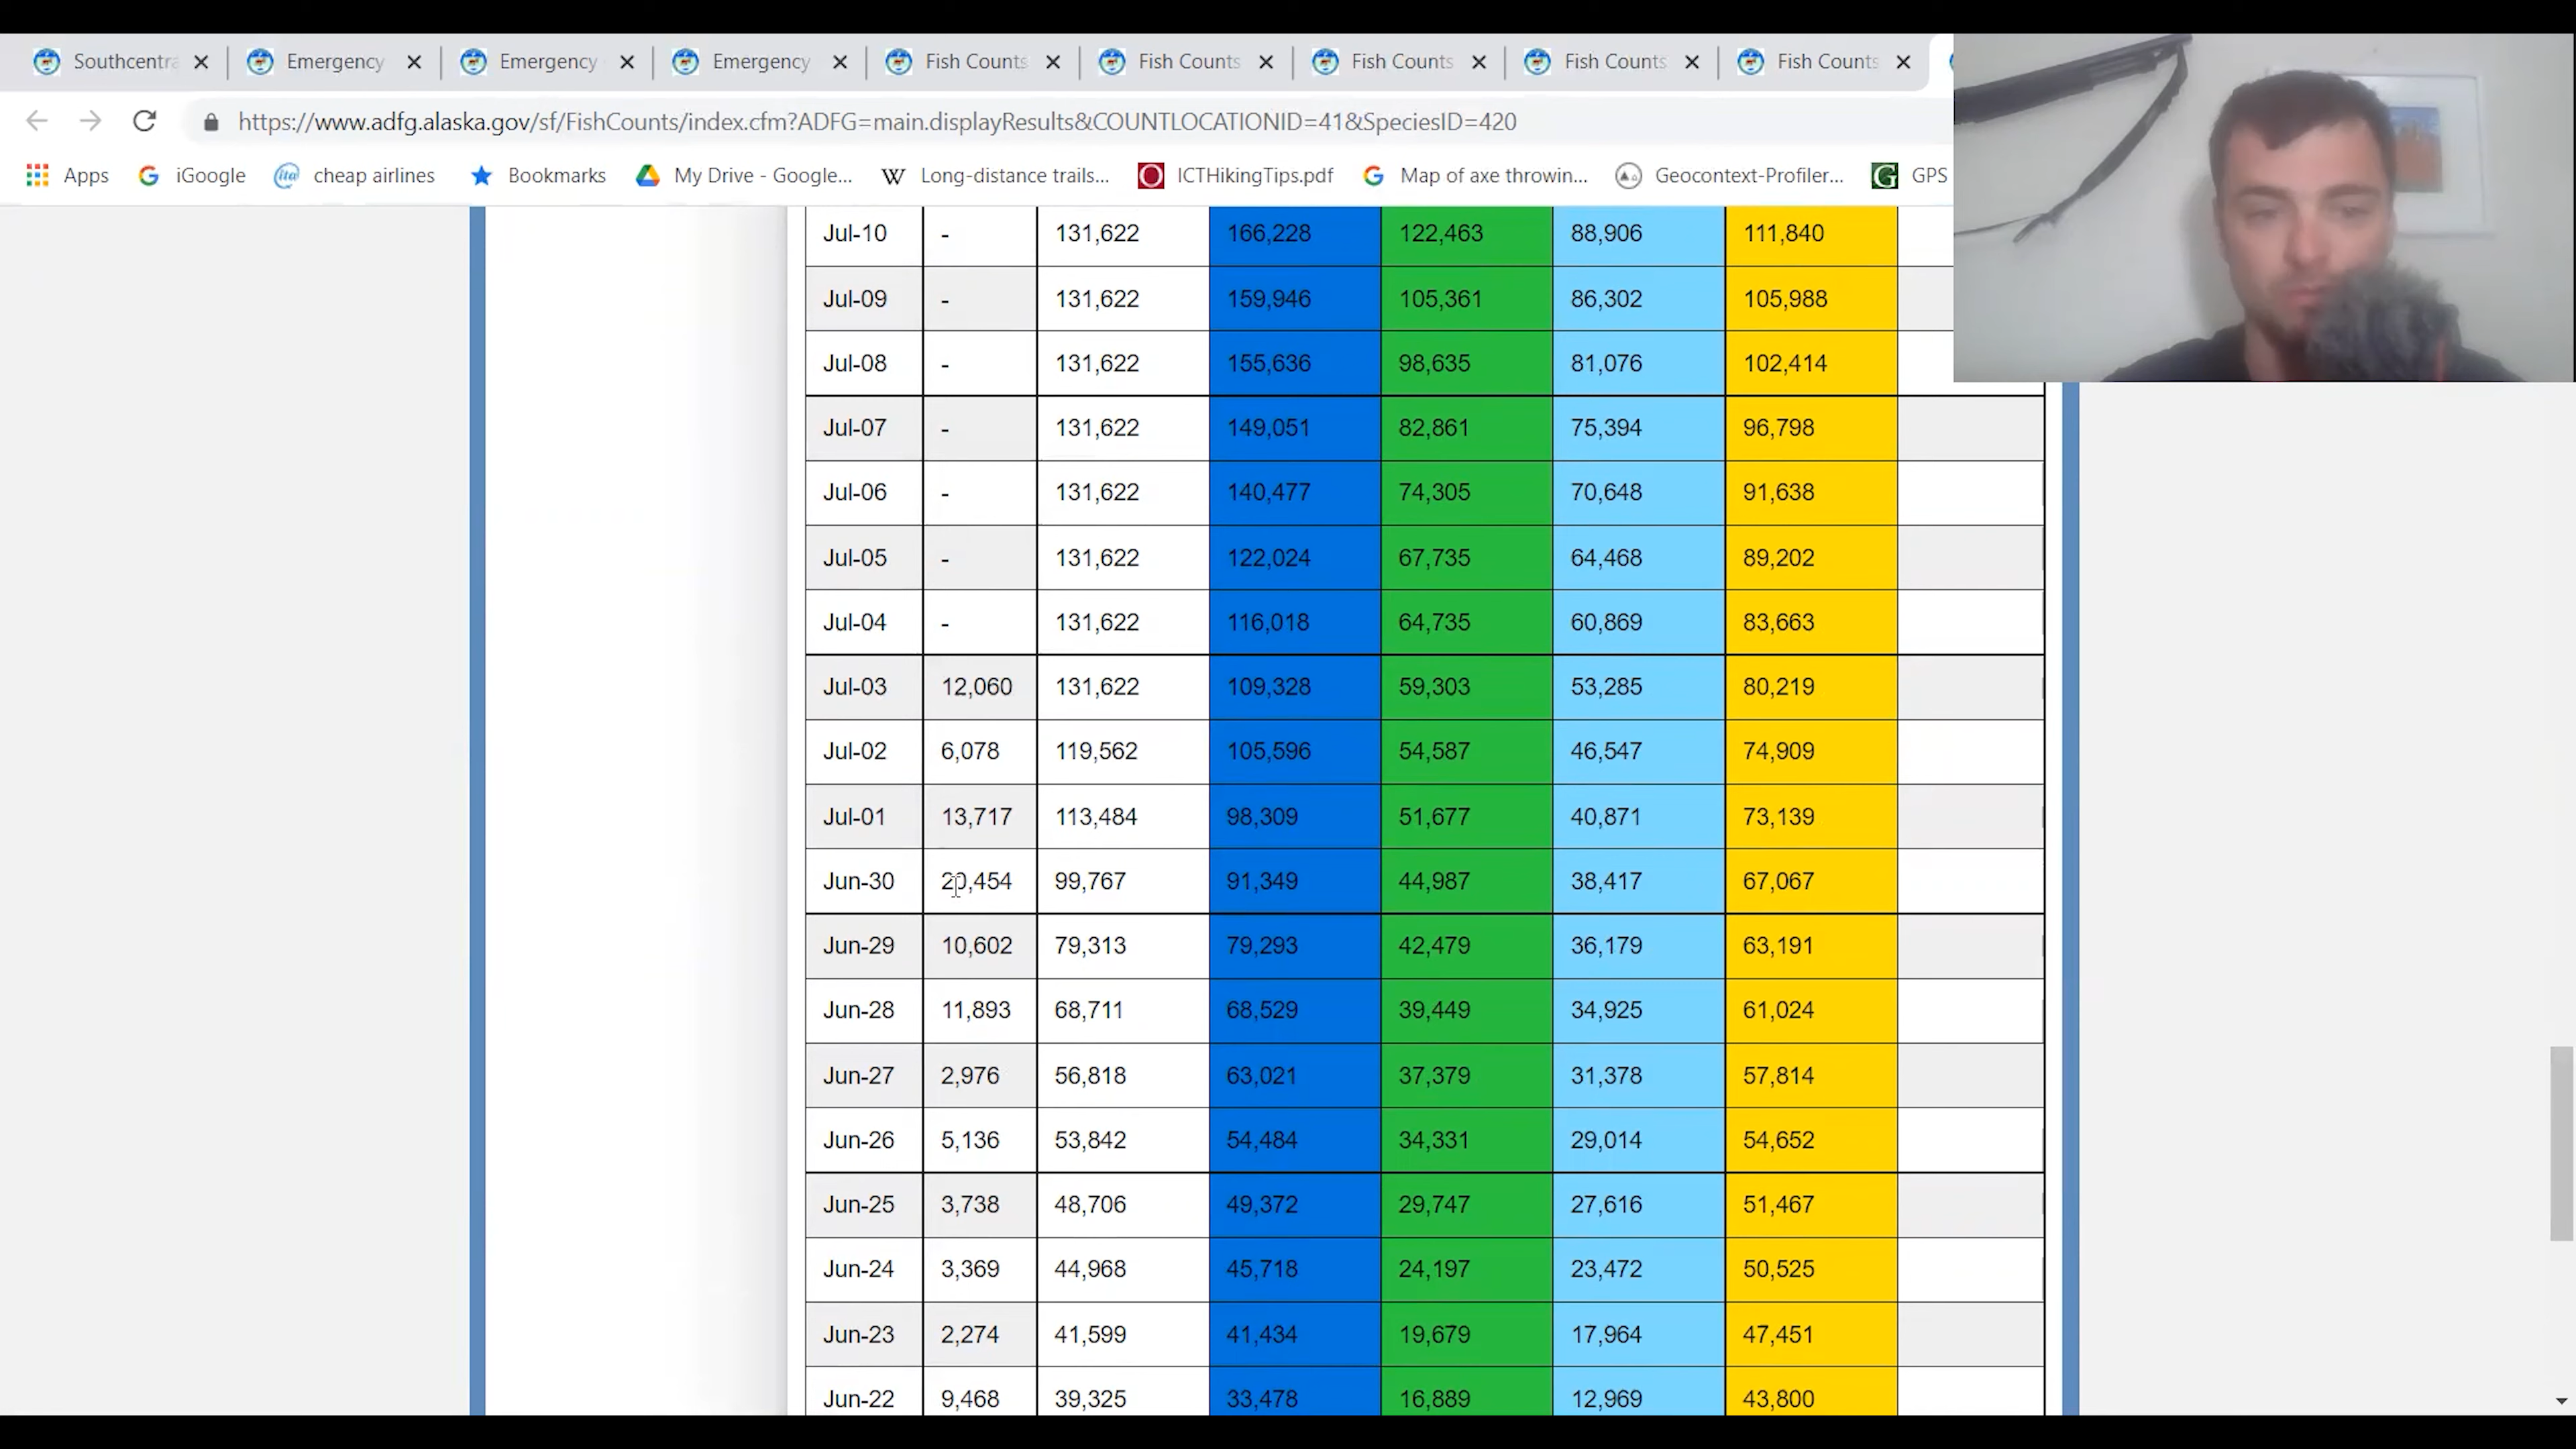 Southcentra
Emergency
Emergency
Emergency
Fish Counts
Fish Counts
Fish Counts
Fish Counts
Fish Counts
https://www.adfg.alaska.gov/sf/FishCounts/index.cfm?ADFG=main.displayResults&COUNTLOCATIONID=41&SpeciesID=420
Apps G iGoogle ita cheap airlines Bookmarks My Drive - Google... W Long-distance trails... ICTHikingTips.pdf G Map of axe throwin... Geocontext-Profiler... G GPS
Jul-10 - 131,622 166,228 122,463 88,906 111,840
Jul-09 - 131,622 159,946 105,361 86,302 105,988
Jul-08 - 131,622 155,636 98,635 81,076 102,414
Jul-07 - 131,622 149,051 82,861 75,394 96,798
Jul-06 - 131,622 140,477 74,305 70,648 91,638
Jul-05 - 131,622 122,024 67,735 64,468 89,202
Jul-04 - 131,622 116,018 64,735 60,869 83,663
Jul-03 12,060 131,622 109,328 59,303 53,285 80,219
Jul-02 6,078 119,562 105,596 54,587 46,547 74,909
Jul-01 13,717 113,484 98,309 51,677 40,871 73,139
Jun-30 20,454 99,767 91,349 44,987 38,417 67,067
Jun-29 10,602 79,313 79,293 42,479 36,179 63,191
Jun-28 11,893 68,711 68,529 39,449 34,925 61,024
Jun-27 2,976 56,818 63,021 37,379 31,378 57,814
Jun-26 5,136 53,842 54,484 34,331 29,014 54,652
Jun-25 3,738 48,706 49,372 29,747 27,616 51,467
Jun-24 3,369 44,968 45,718 24,197 23,472 50,525
Jun-23 2,274 41,599 41,434 19,679 17,964 47,451
Jun-22 9,468 39,325 33,478 16,889 12,969 43,800